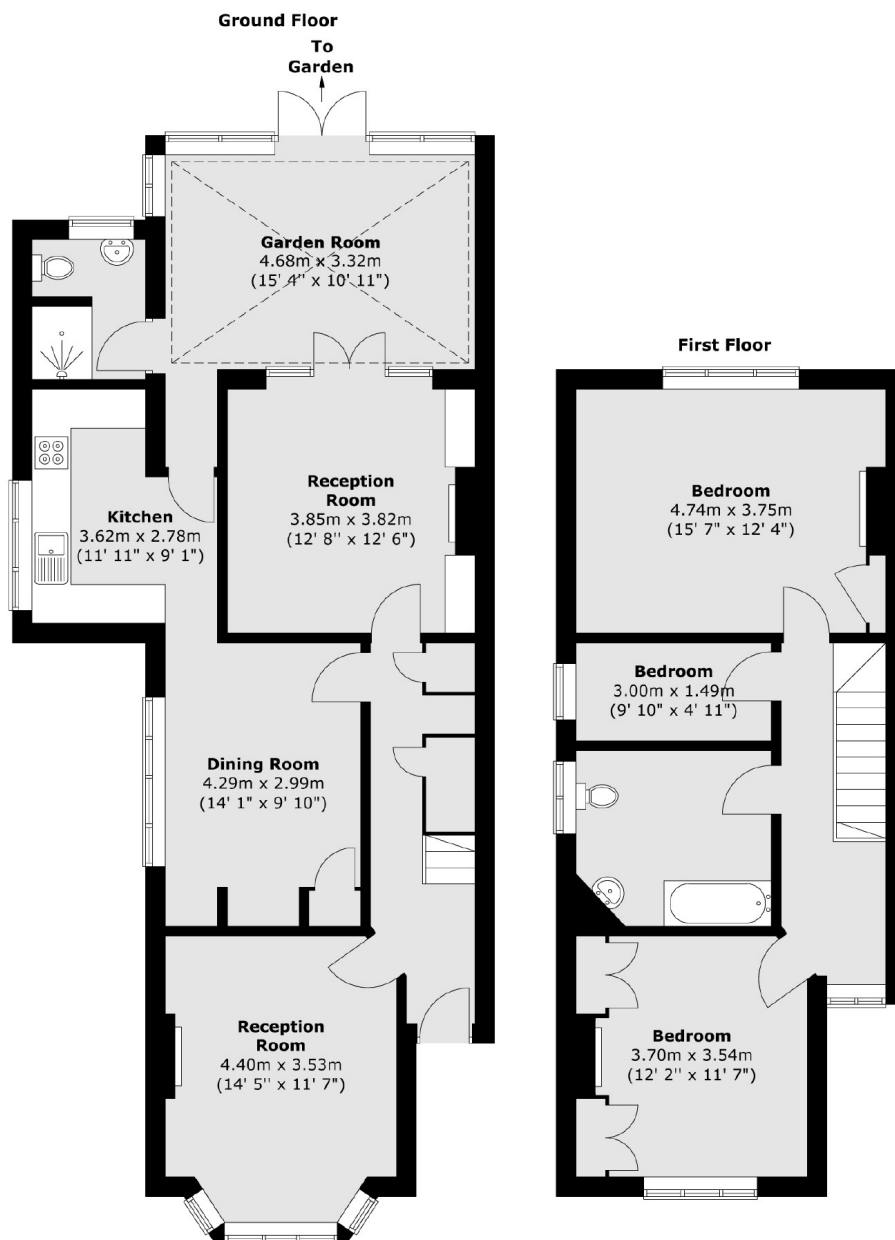 Ground Floor
To
Garden
Garden Room
4.68m x 3.32m
(15' 4" x 10' 11")
First Floor
Reception
Room
3.85m x 3.82m
(12' 8'' x 12' 6")
Kitchen
3.62m x 2.78m
(11' 11" x 9' 1")
Bedroom
4.74m x 3.75m
(15' 7" x 12' 4")
Bedroom
3.00m x 1.49m
(9' 10" x 4' 11")
Dining Room
4.29m x 2.99m
(14' 1" x 9' 10")
Reception
Room
4.40m x 3.53m
(14' 5'' x 11' 7")
Bedroom
3.70m x 3.54m
(12' 2" x 11' 7")